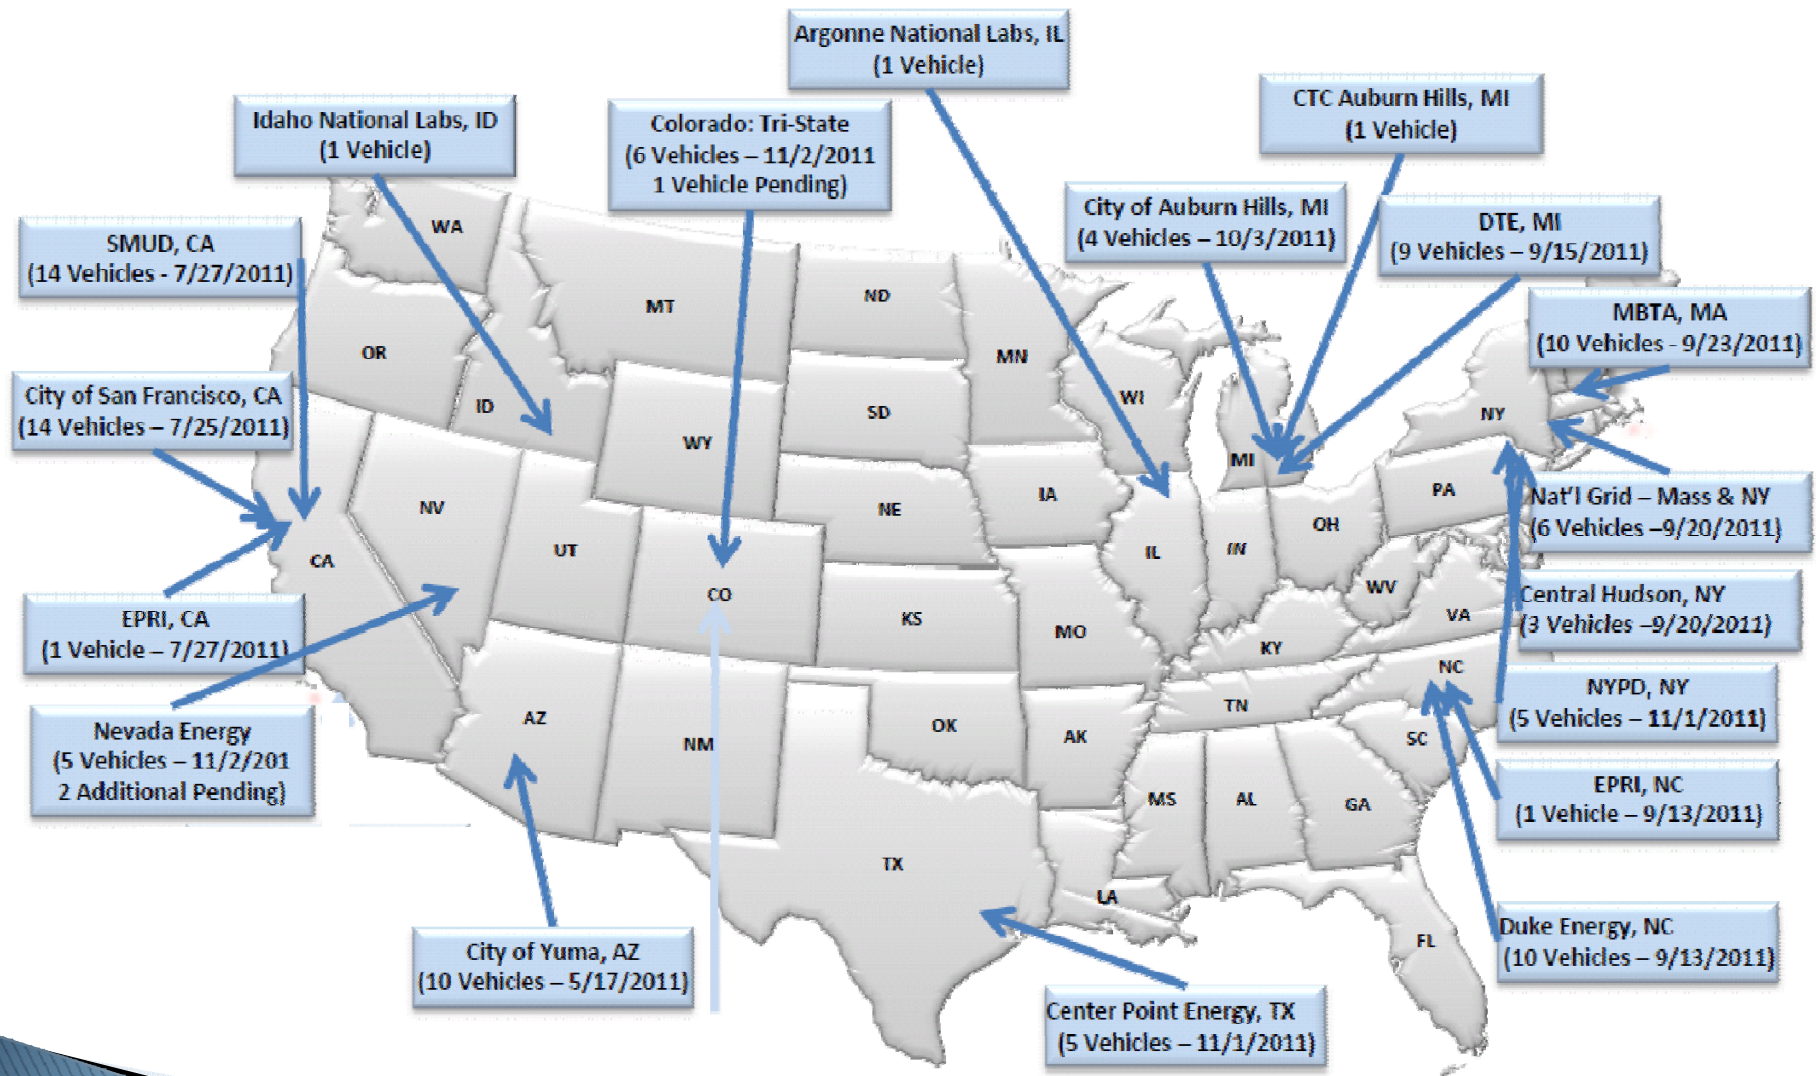 Argonne National Labs, IL
(1 Vehicle)
CTC Auburn Hills, MI
(1 Vehicle)
Idaho National Labs, ID
(1 Vehicle)
Colorado: Tri-State
(6 Vehicles – 11/2/2011
1 Vehicle Pending)
City of Auburn Hills, MI
(4 Vehicles – 10/3/2011)
DTE, MI
(9 Vehicles – 9/15/2011)
SMUD, CA
(14 Vehicles - 7/27/2011)
MBTA, MA
(10 Vehicles - 9/23/2011)
City of San Francisco, CA
(14 Vehicles – 7/25/2011)
Nat'l Grid – Mass & NY
(6 Vehicles –9/20/2011)
EPRI, CA
(1 Vehicle – 7/27/2011)
Central Hudson, NY
(3 Vehicles –9/20/2011)
NYPD, NY
(5 Vehicles – 11/1/2011)
Nevada Energy
(5 Vehicles – 11/2/201
2 Additional Pending)
EPRI, NC
(1 Vehicle – 9/13/2011)
City of Yuma, AZ
(10 Vehicles – 5/17/2011)
Duke Energy, NC
(10 Vehicles – 9/13/2011)
Center Point Energy, TX
(5 Vehicles – 11/1/2011)
WA
MT
ND
MN
OR
ID
SD
WI
WY
MI
NY
NV
NE
IA
PA
CA
UT
CO
IL
IN
OH
WV
VA
KS
MO
KY
NC
AZ
NM
OK
AK
TN
SC
MS
AL
GA
TX
LA
FL